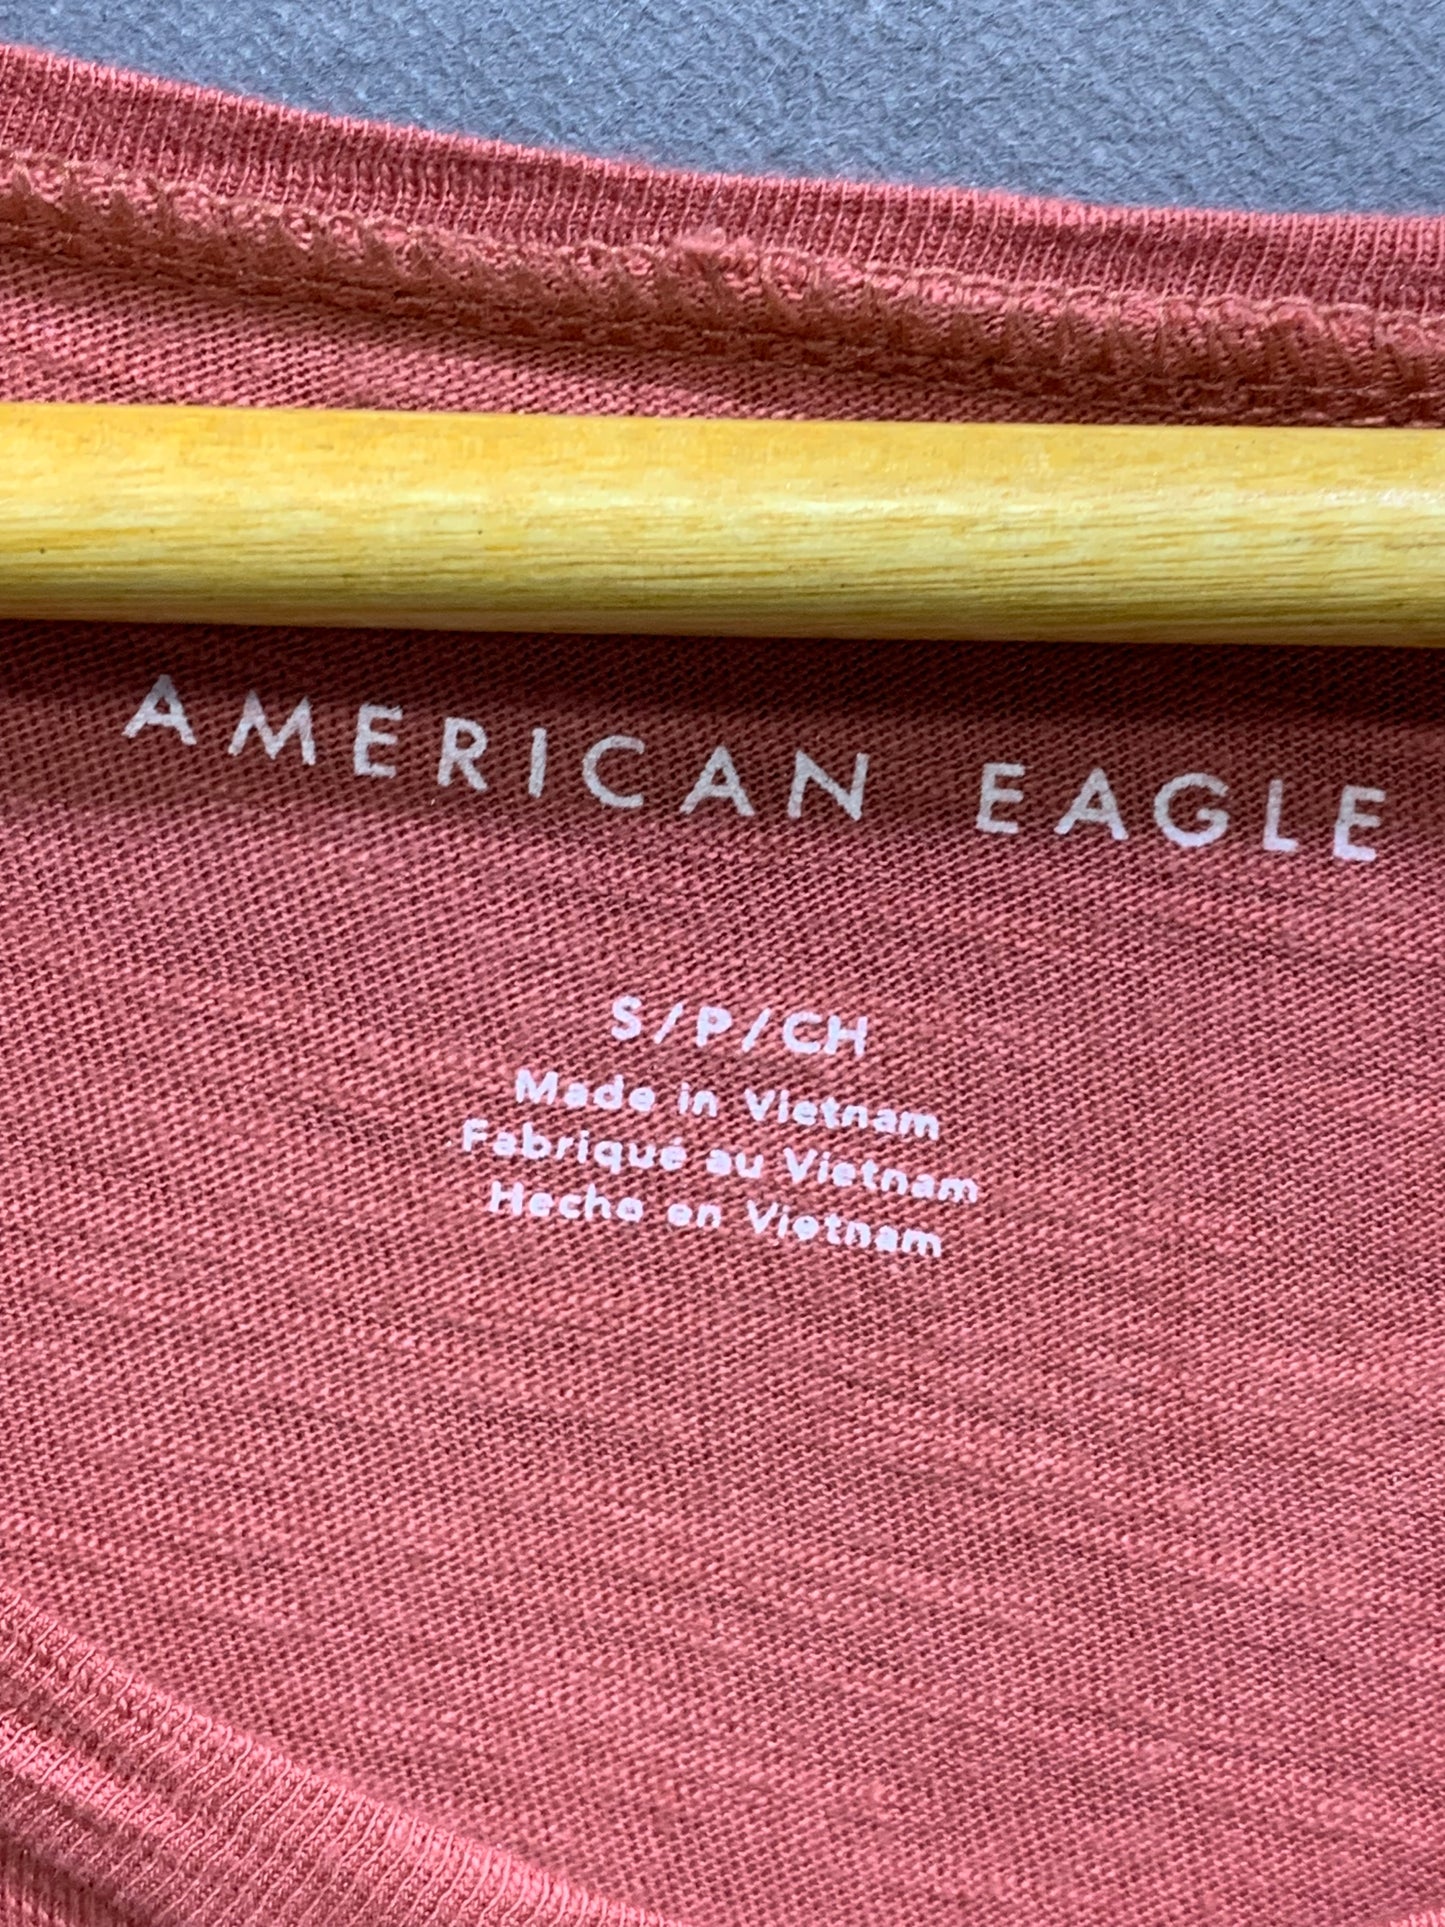 AMERICAN EAGLE
S/P/CH
Made in Vietnam
Fabriqué au Vietnam
Hecho en Vietnam